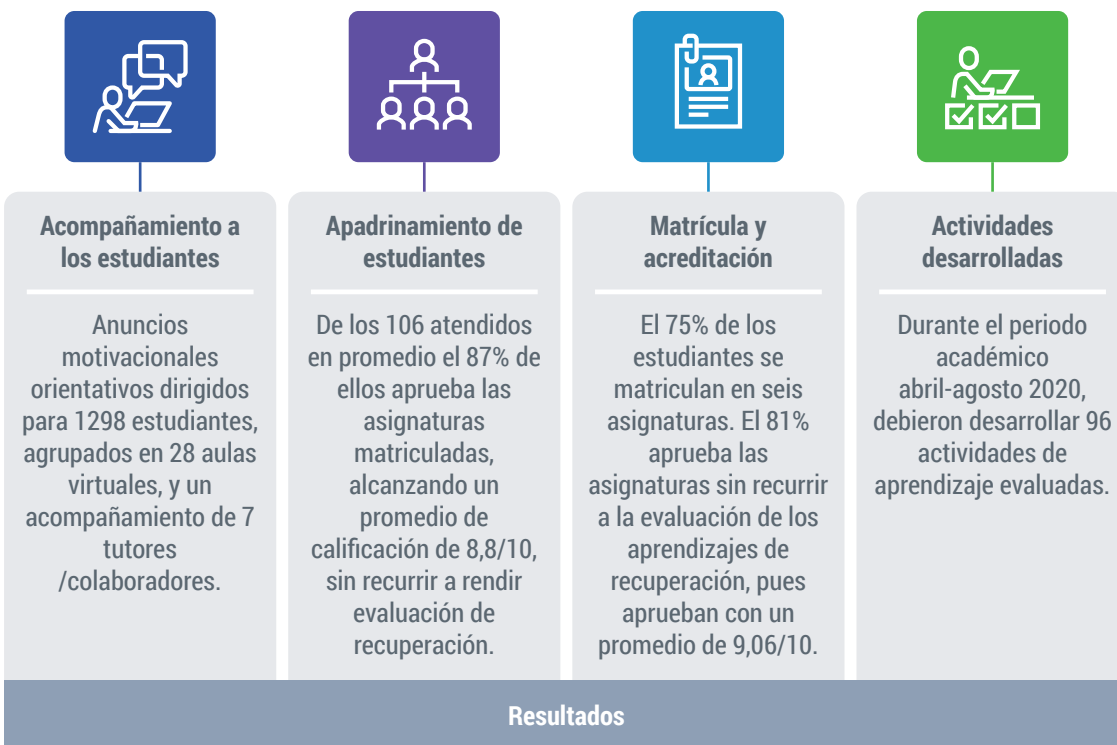 Acompañamiento a
los estudiantes
Anuncios
motivacionales
orientativos dirigidos
para 1298 estudiantes,
agrupados en 28 aulas
virtuales, y un
acompañamiento de 7
tutores
/colaboradores.
Apadrinamiento de
estudiantes
De los 106 atendidos
en promedio el 87% de
ellos aprueba las
asignaturas
matriculadas,
alcanzando un
promedio de
calificación de 8,8/10,
sin recurrir a rendir
evaluación de
recuperación.
Matrícula y
acreditación
El 75% de los
estudiantes se
matriculan en seis
asignaturas. El 81%
aprueba las
asignaturas sin recurrir
a la evaluación de los
aprendizajes de
recuperación, pues
aprueban con un
promedio de 9,06/10.
Actividades
desarrolladas
Durante el periodo
académico
abril-agosto 2020,
debieron desarrollar 96
actividades de
aprendizaje evaluadas.
Resultados